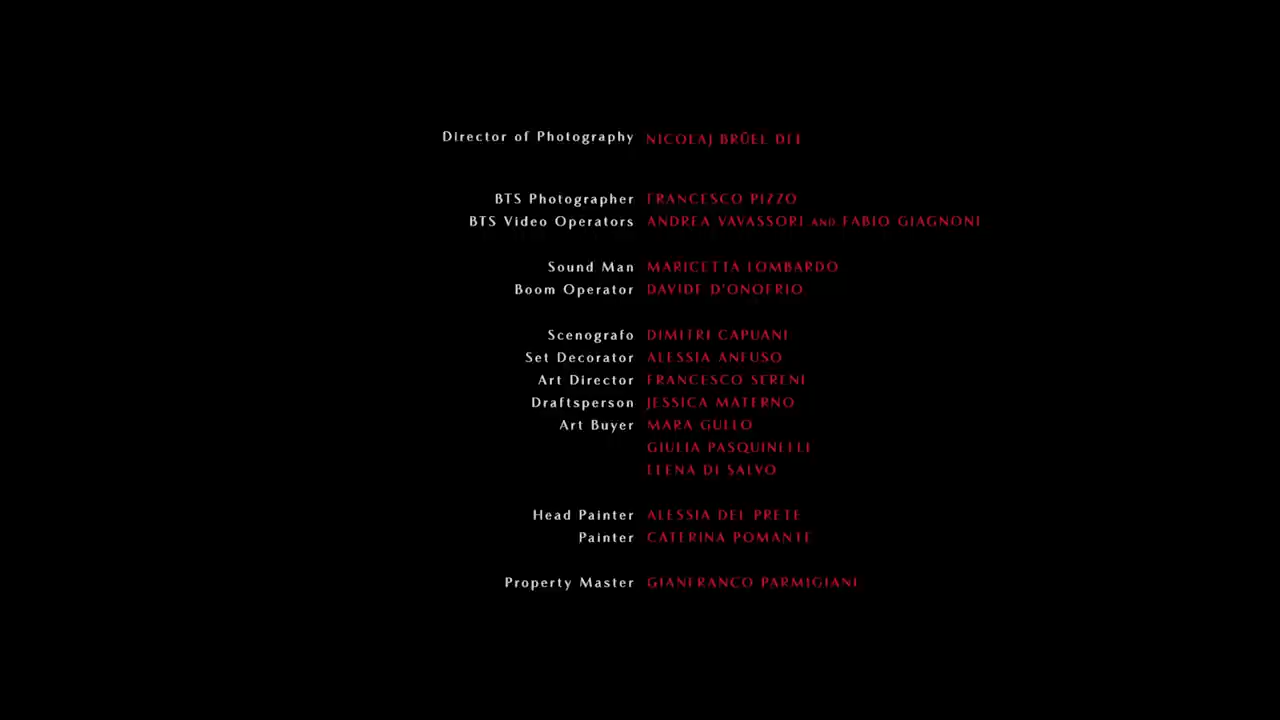 Director of Photography NICOLAJ BRÜEL DFF
BTS Photographer FRANCESCO PIZZO
BTS Video Operators ANDREA VAVASSORI AND FABIO GIAGNONI
Sound Man MARICETTA LOMBARDO
Boom Operator DAVIDE D'ONOFRIO
Scenografo DIMITRI CAPUANI
Set Decorator ALESSIA ANFUSO
Art Director FRANCESCO SERENI
Draftsperson JESSICA MATERNO
Art Buyer MARA GULLO
GIULIA PASQUINELLI
ELENA DI SALVO
Head Painter ALESSIA DEL PRETE
Painter CATERINA POMANTE
Property Master GIANFRANCO PARMIGIANI